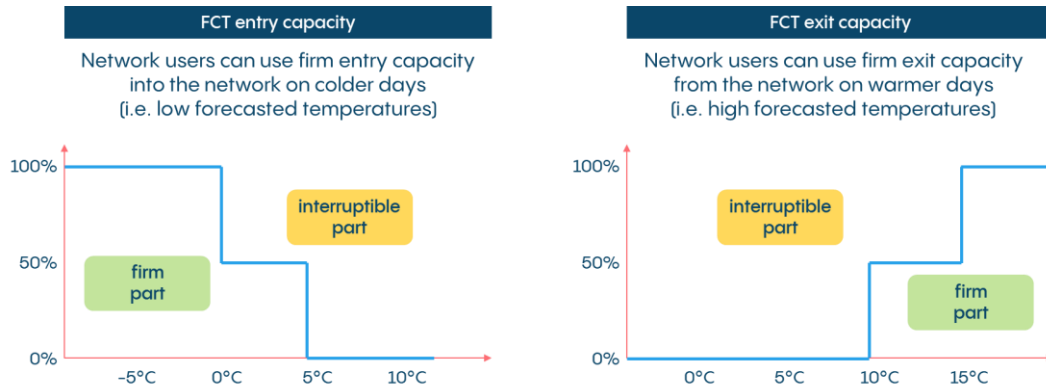 FCT entry capacity
Network users can use firm entry capacity
into the network on colder days
(i.e. low forecasted temperatures)
100%
50%
0%
interruptible
part
firm
part
-5°C
0°C
5°C
10°C
FCT exit capacity
Network users can use firm exit capacity
from the network on warmer days
(i.e. high forecasted temperatures)
100%
50%
0%
interruptible
part
firm
part
0°C
5°C
10°C
15°C